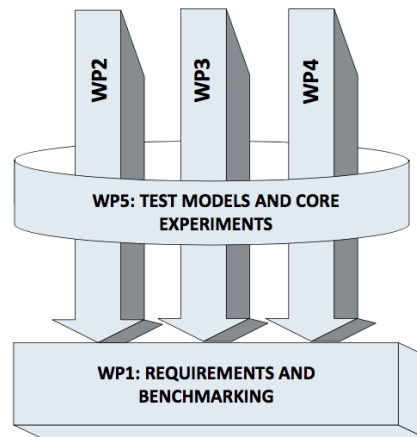 WP2
WP3
WP4
WP5: TEST MODELS AND CORE
EXPERIMENTS
WP1: REQUIREMENTS AND
BENCHMARKING